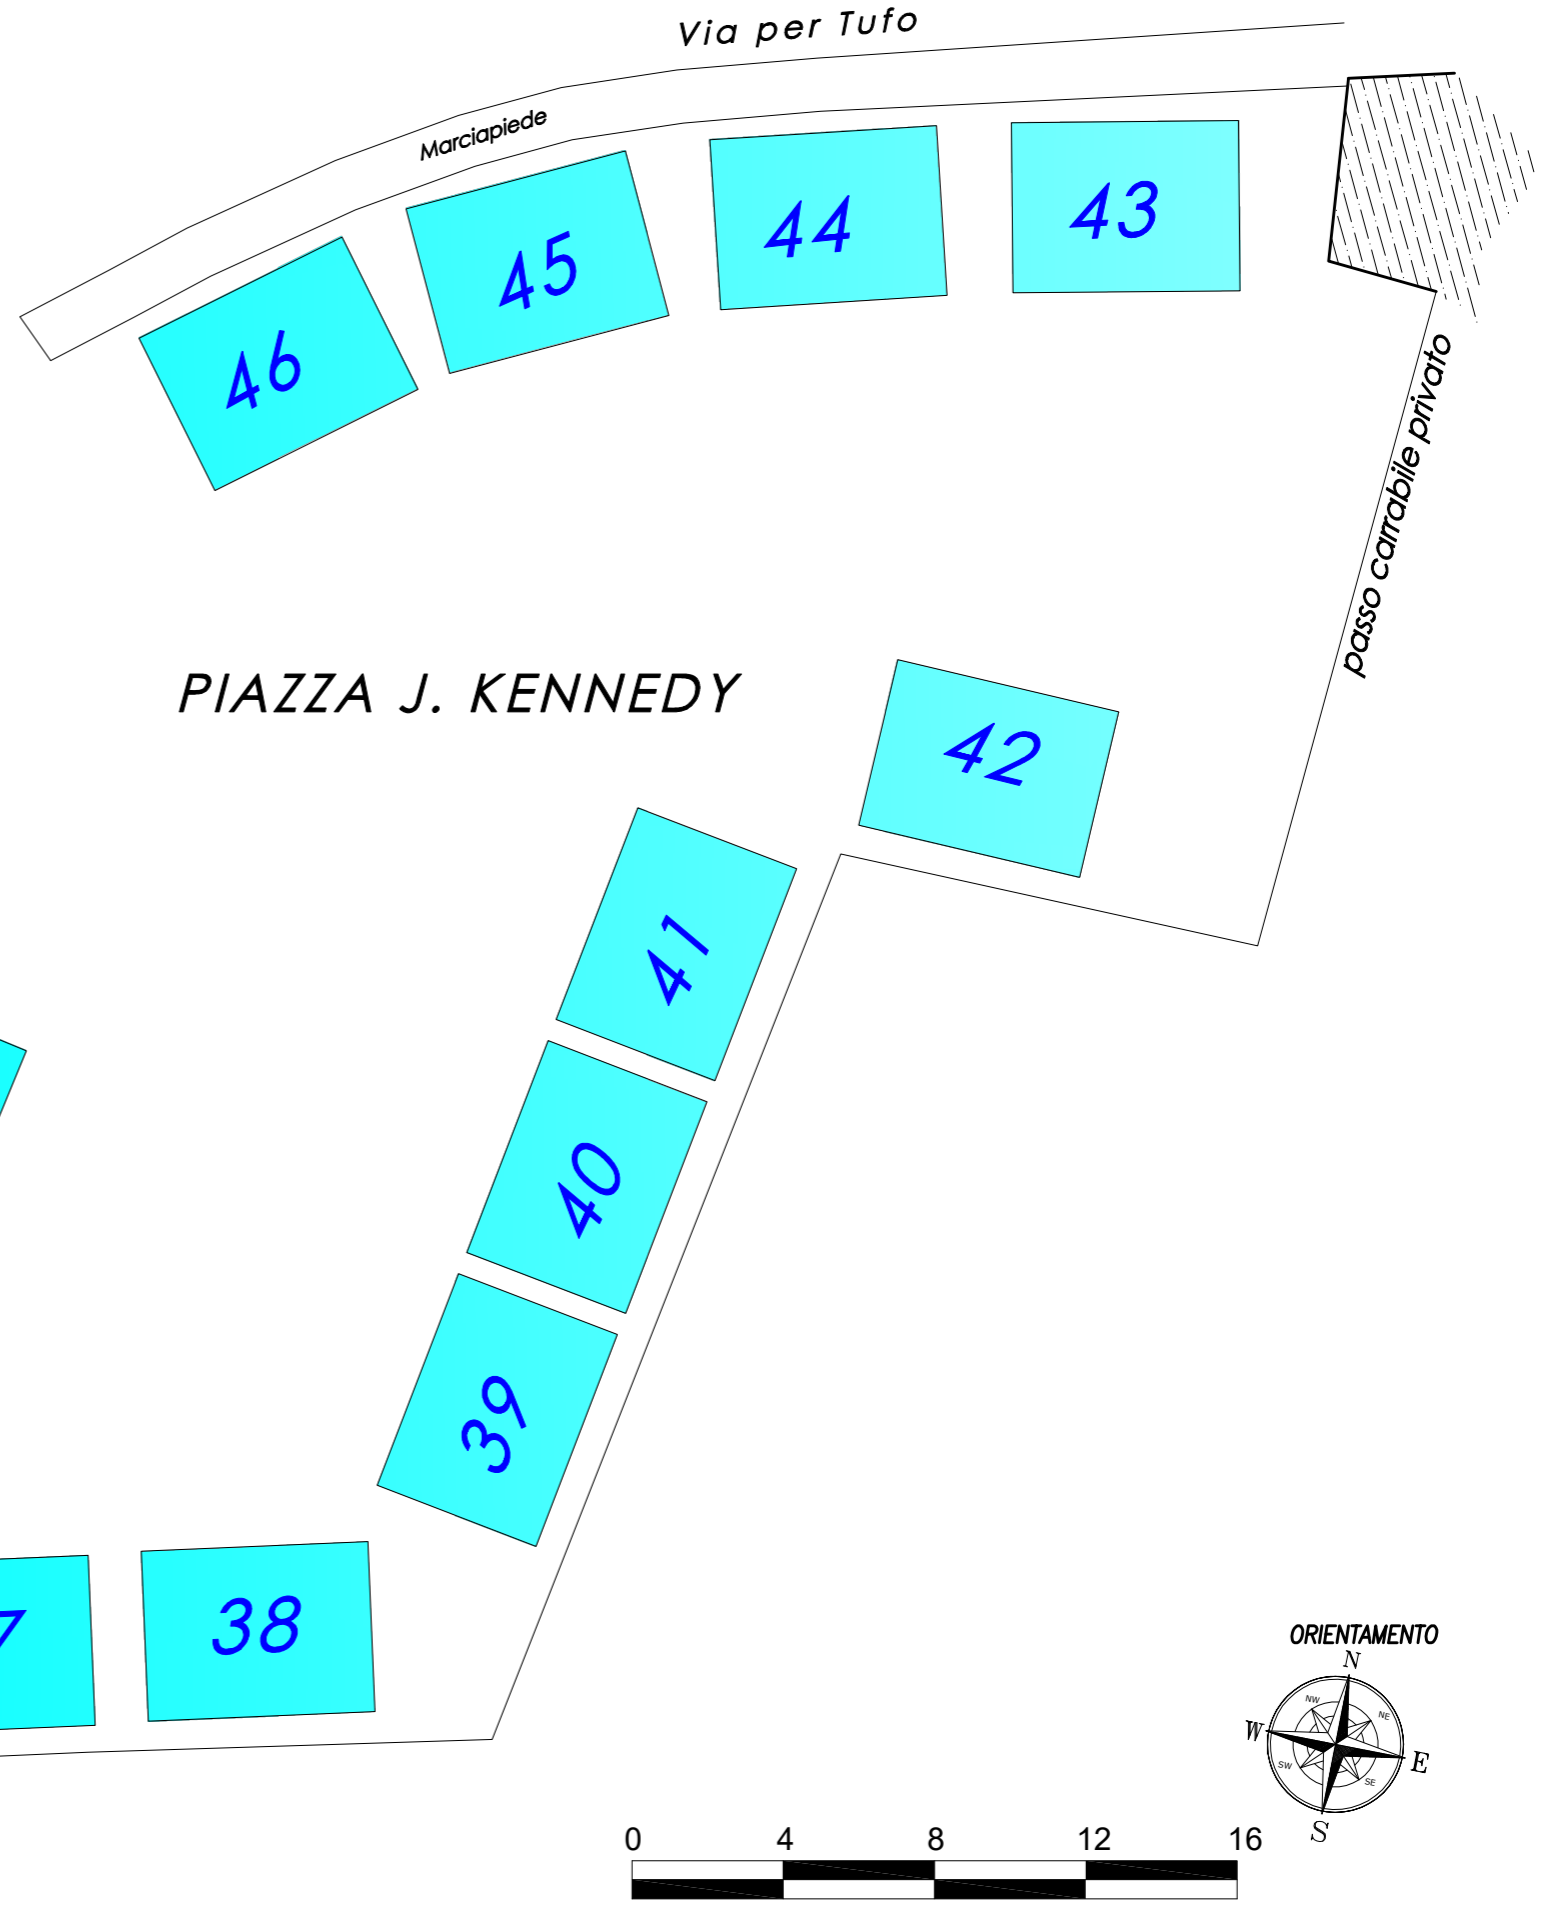 Via per Tufo
Marciapiede
43
44
45
46
passo carrabile privato
PIAZZA J. KENNEDY
42
41
40
39
38
7
ORIENTAMENTO
N
NW
NE
W
E
SW
SE
S
0 4 8 12 16